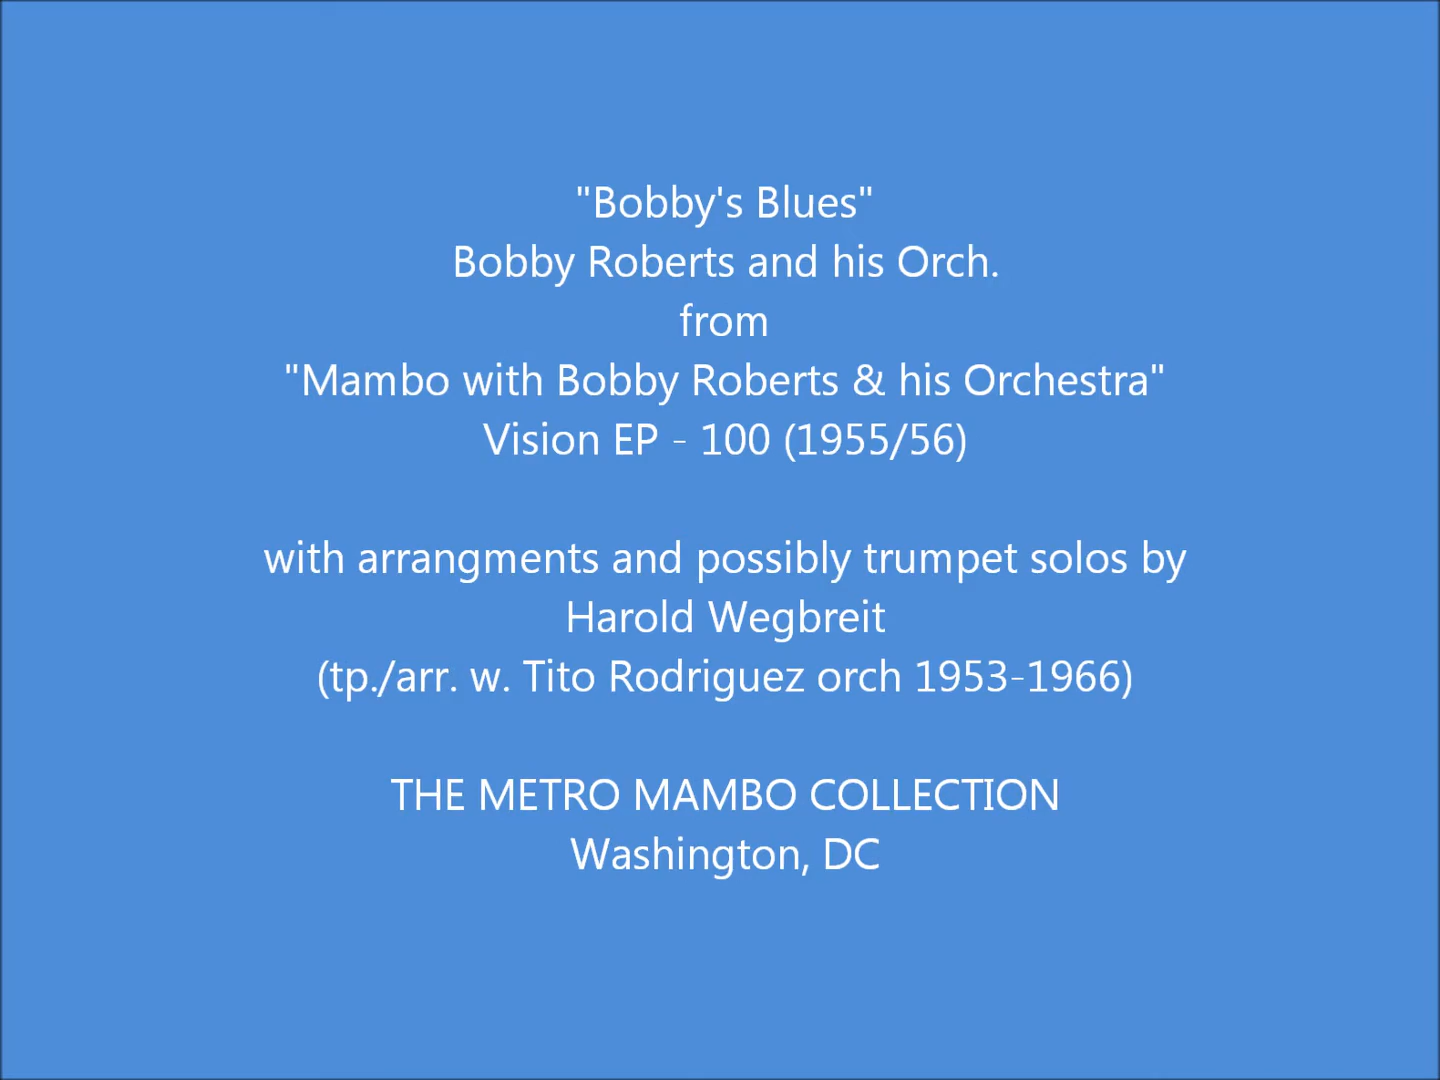 "Bobby's Blues"
Bobby Roberts and his Orch.
from
"Mambo with Bobby Roberts & his Orchestra"
Vision EP - 100 (1955/56)
with arrangments and possibly trumpet solos by
Harold Wegbreit
(tp./arr. w. Tito Rodriguez orch 1953-1966)
THE METRO MAMBO COLLECTION
Washington, DC